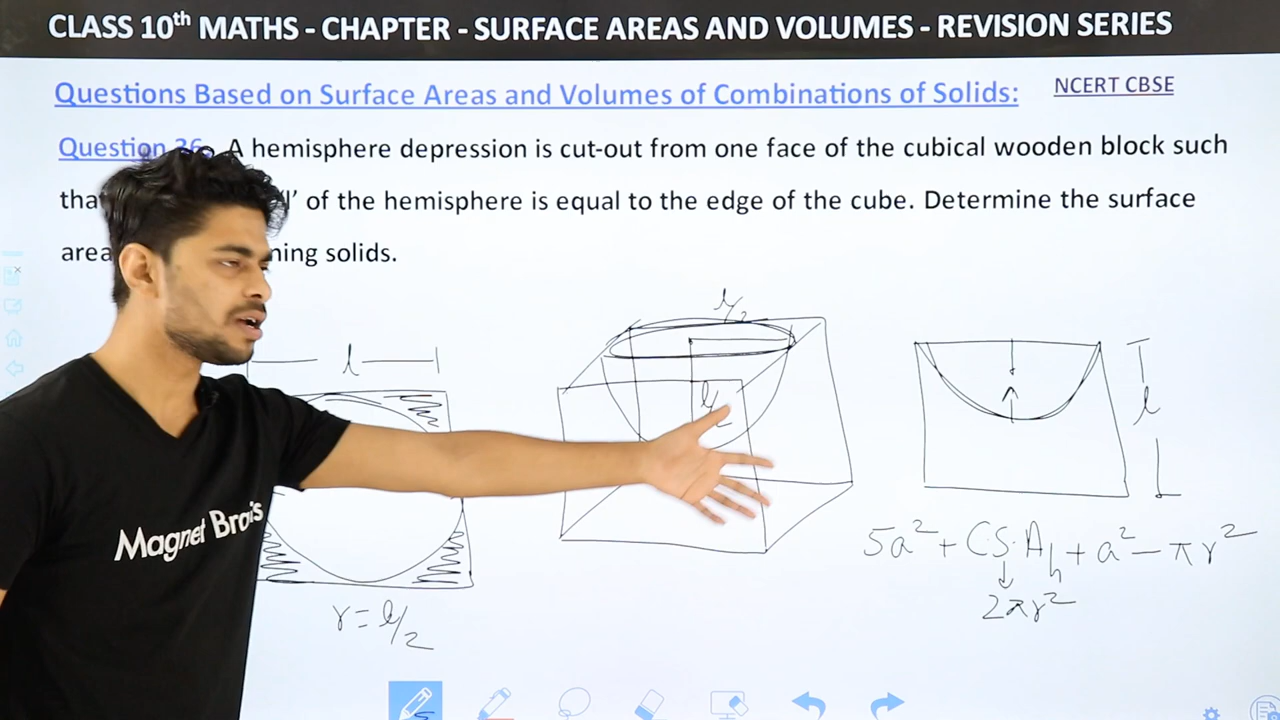 CLASS 10th MATHS - CHAPTER - SURFACE AREAS AND VOLUMES - REVISION SERIES
Questions Based on Surface Areas and Volumes of Combinations of Solids:
NCERT CBSE
Question 36. A hemisphere depression is cut-out from one face of the cubical wooden block such
'l' of the hemisphere is equal to the edge of the cube. Determine the surface
solids.
l/2
l
l/2
l
Magnet Brains
5a² + C.S.A h + a² - πr²
2πr²
r = l/2